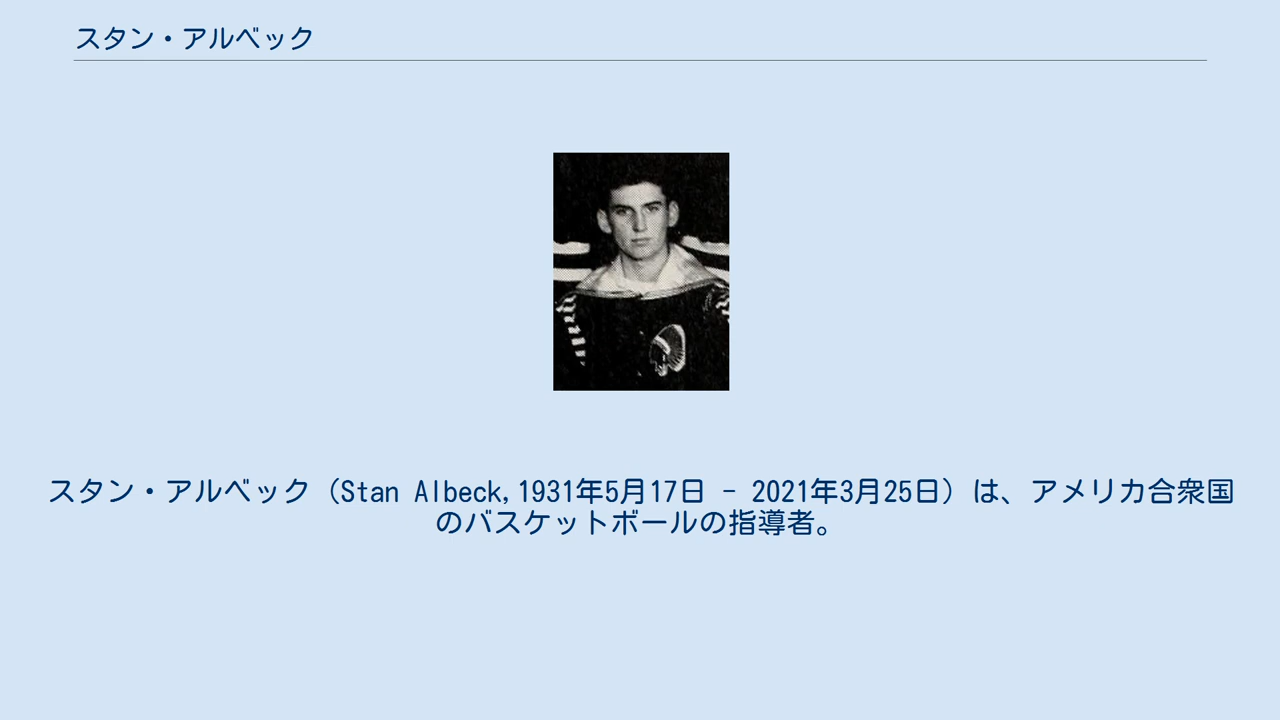 スタン・アルベック
スタン・アルベック（Stan Albeck, 1931年5月17日 - 2021年3月25日）は、アメリカ合衆国
のバスケットボールの指導者。